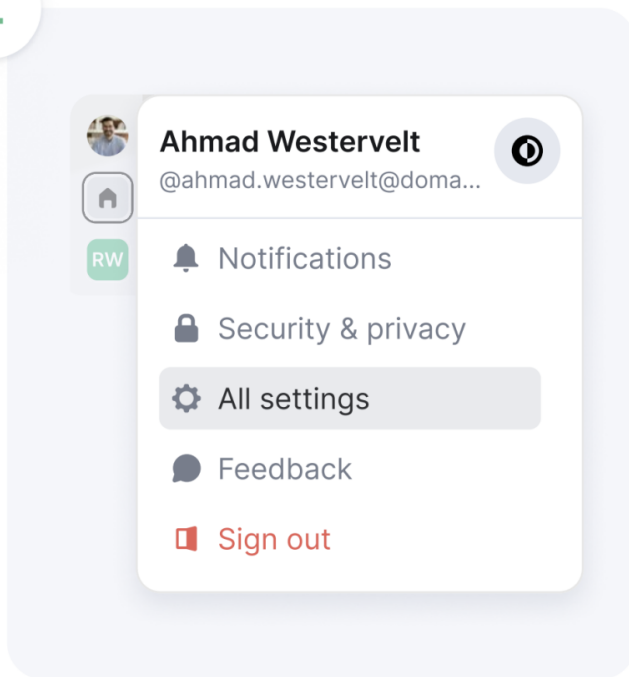 Ahmad Westervelt
@ahmad.westervelt@doma...
RW
Notifications
Security & privacy
All settings
Feedback
Sign out